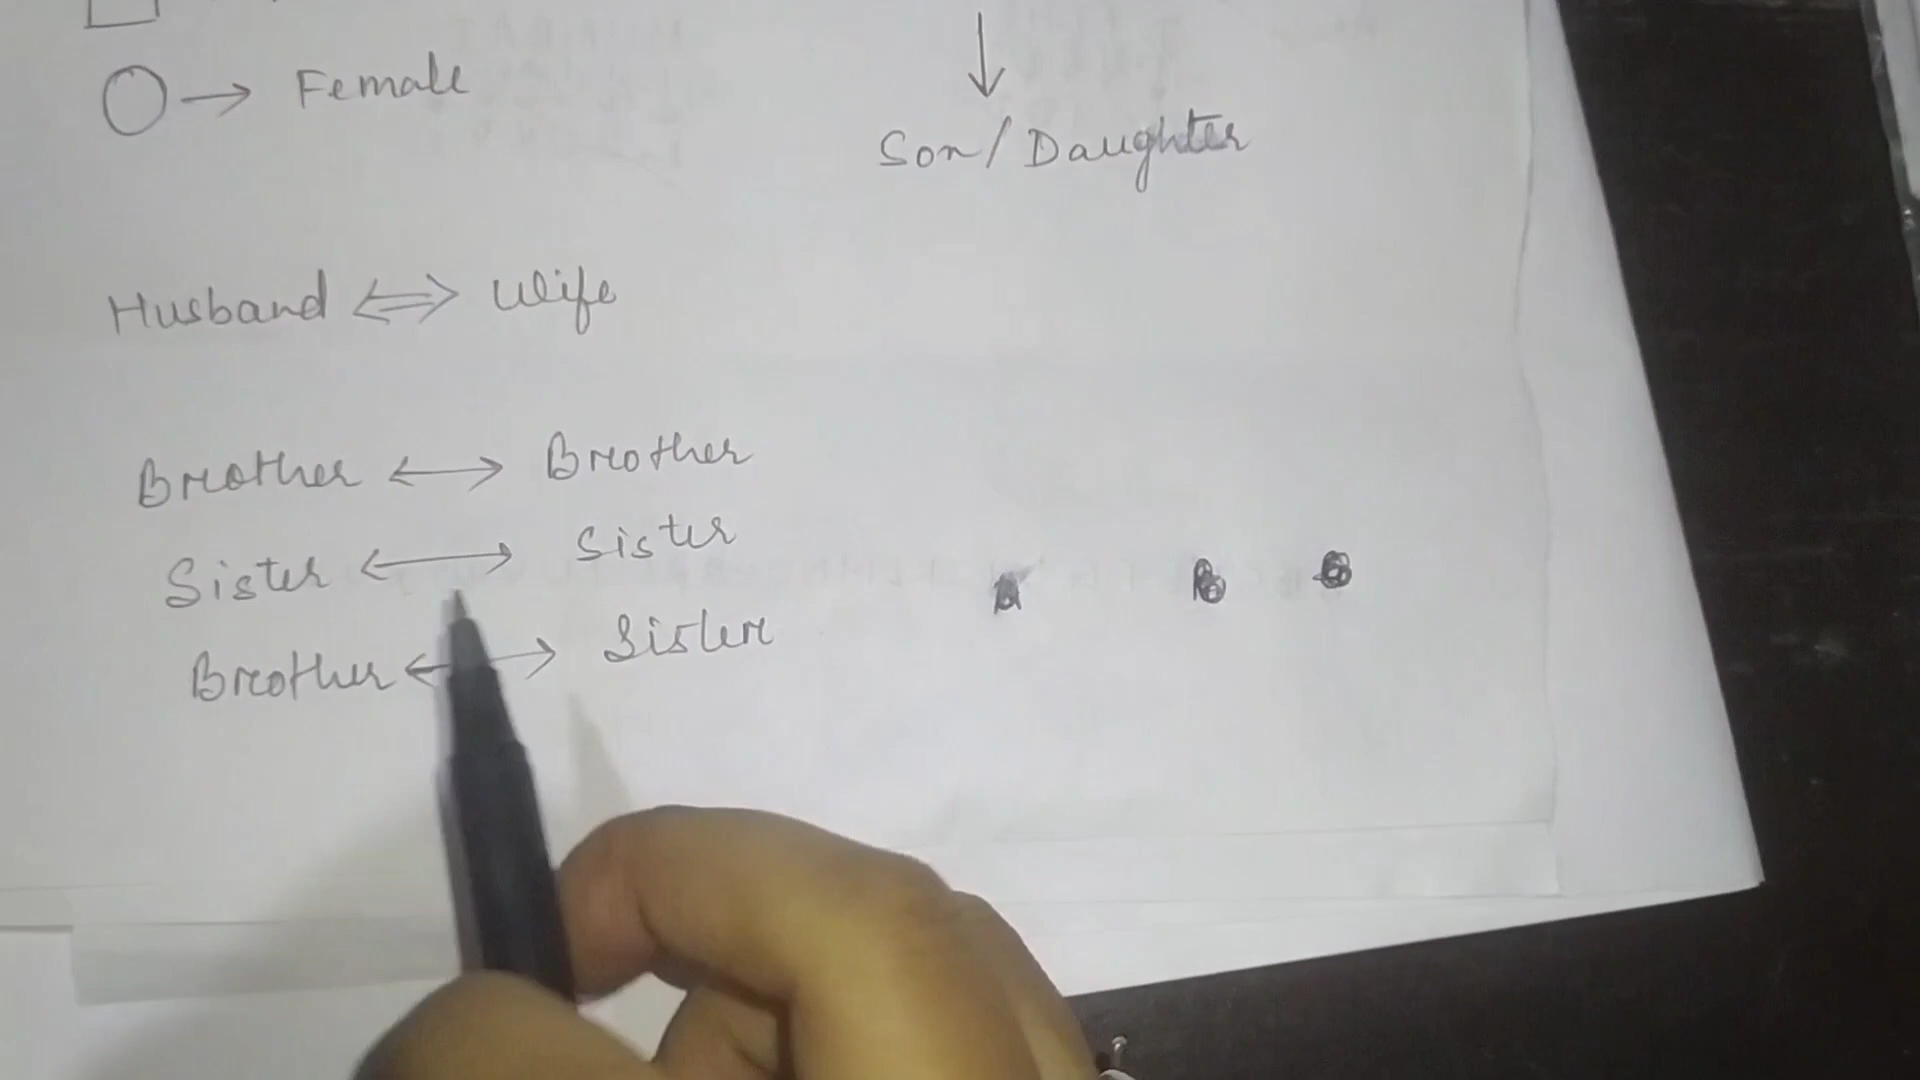 ○ → Female
↓
Son/Daughter
Husband ⇔ Wife
Brother ↔ Brother
Sister ↔ Sister
Brother ↔ Sister